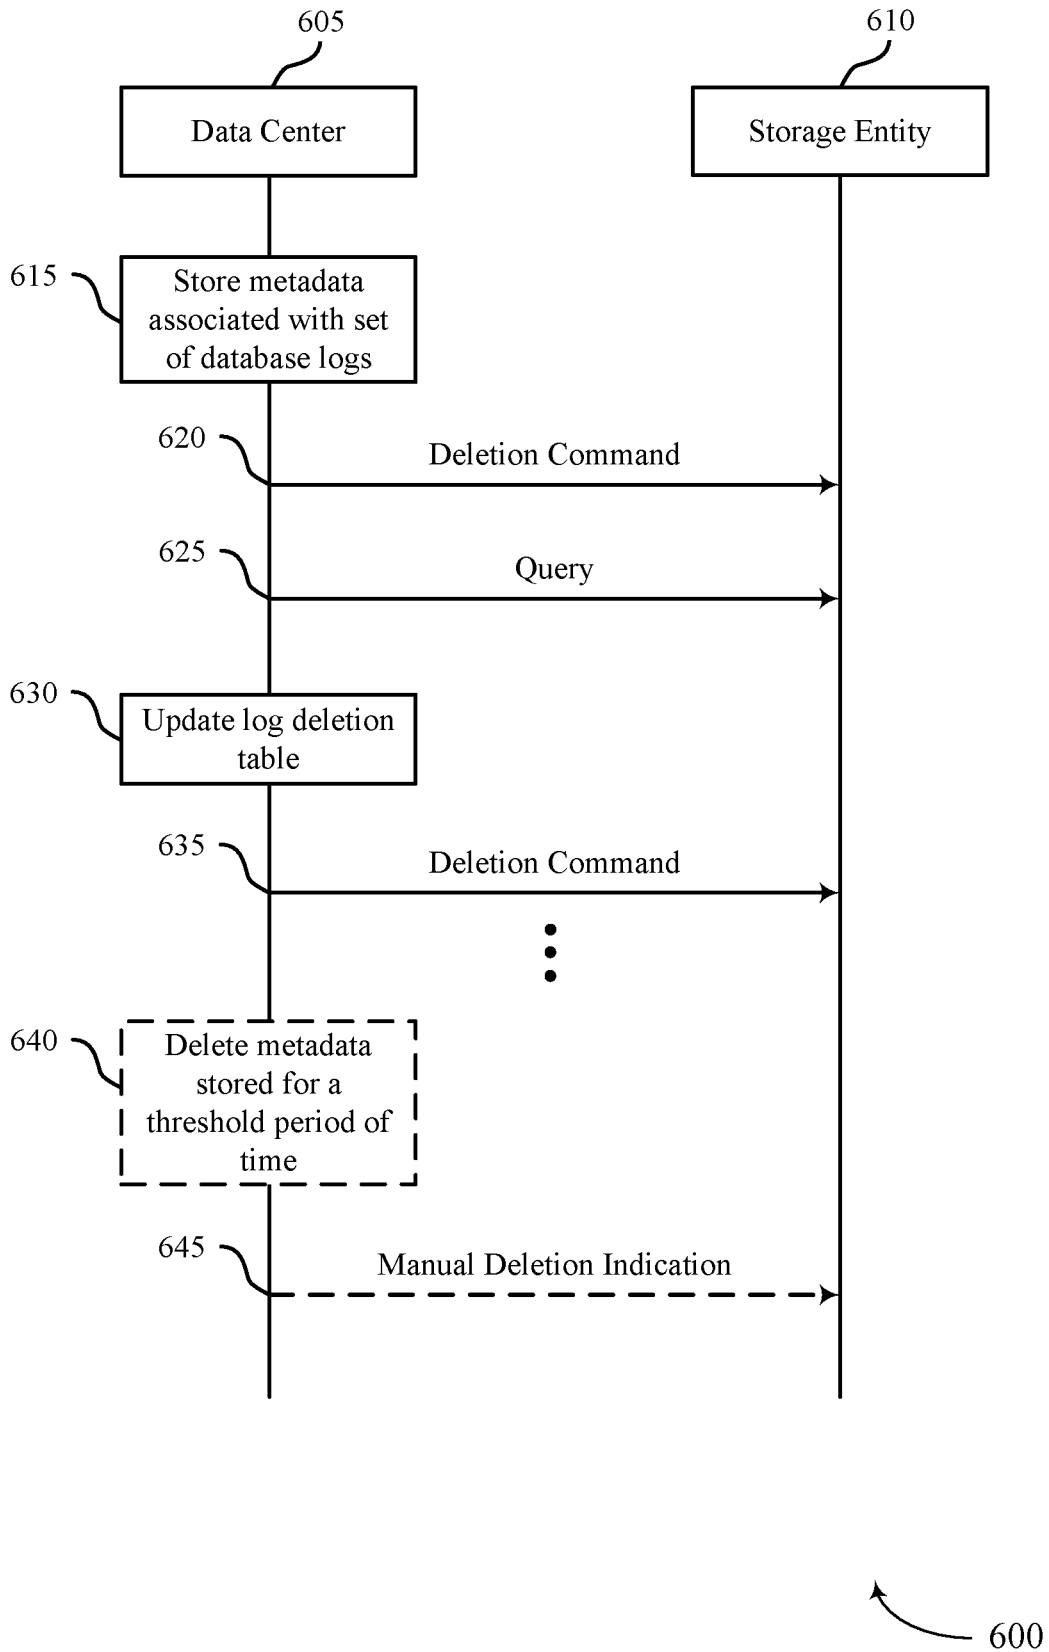 605
610
Data Center
Storage Entity
615
Store metadata
associated with set
of database logs
620
Deletion Command
625
Query
630
Update log deletion
table
635
Deletion Command
640
Delete metadata
stored for a
threshold period of
time
645
Manual Deletion Indication
600